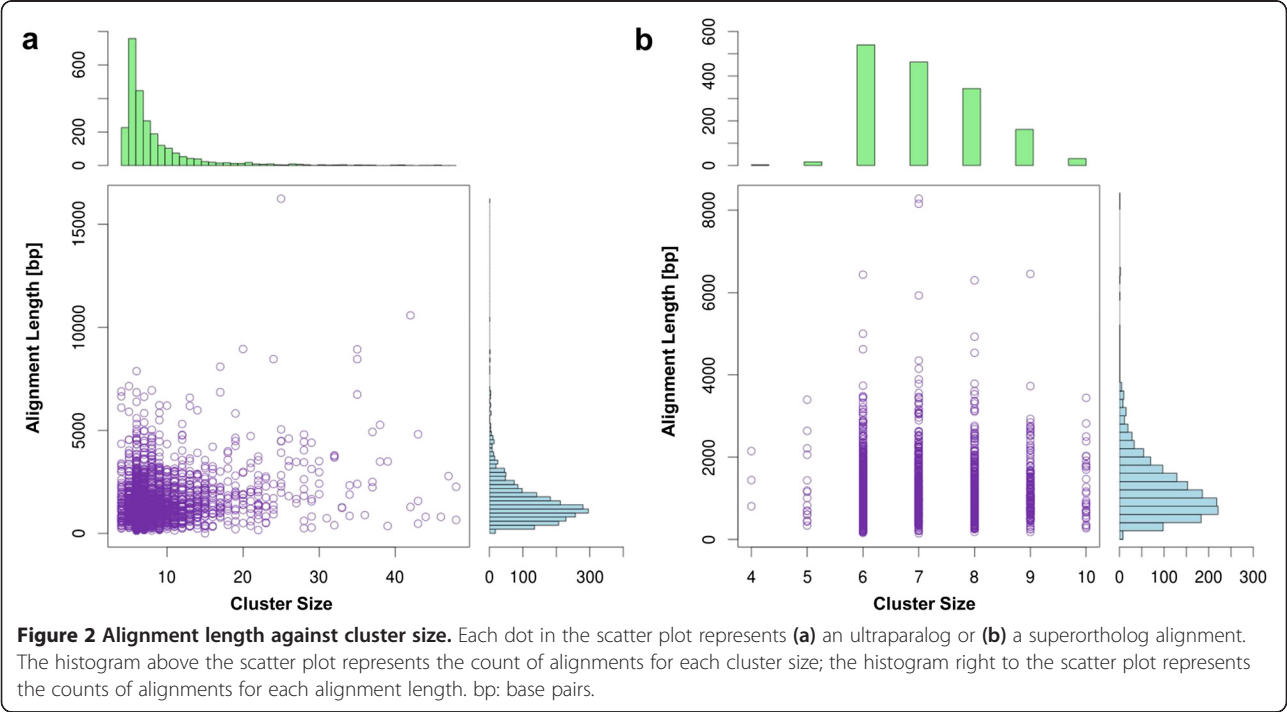 a
600
200
0
15000
10000
5000
0
Alignment Length [bp]
10 20 30 40
Cluster Size
0 100 300
b
600
400
200
0
8000
6000
4000
2000
0
Alignment Length [bp]
4 5 6 7 8 9 10
Cluster Size
0 100 200 300
Figure 2 Alignment length against cluster size. Each dot in the scatter plot represents (a) an ultraparalog or (b) a superortholog alignment.
The histogram above the scatter plot represents the count of alignments for each cluster size; the histogram right to the scatter plot represents
the counts of alignments for each alignment length. bp: base pairs.